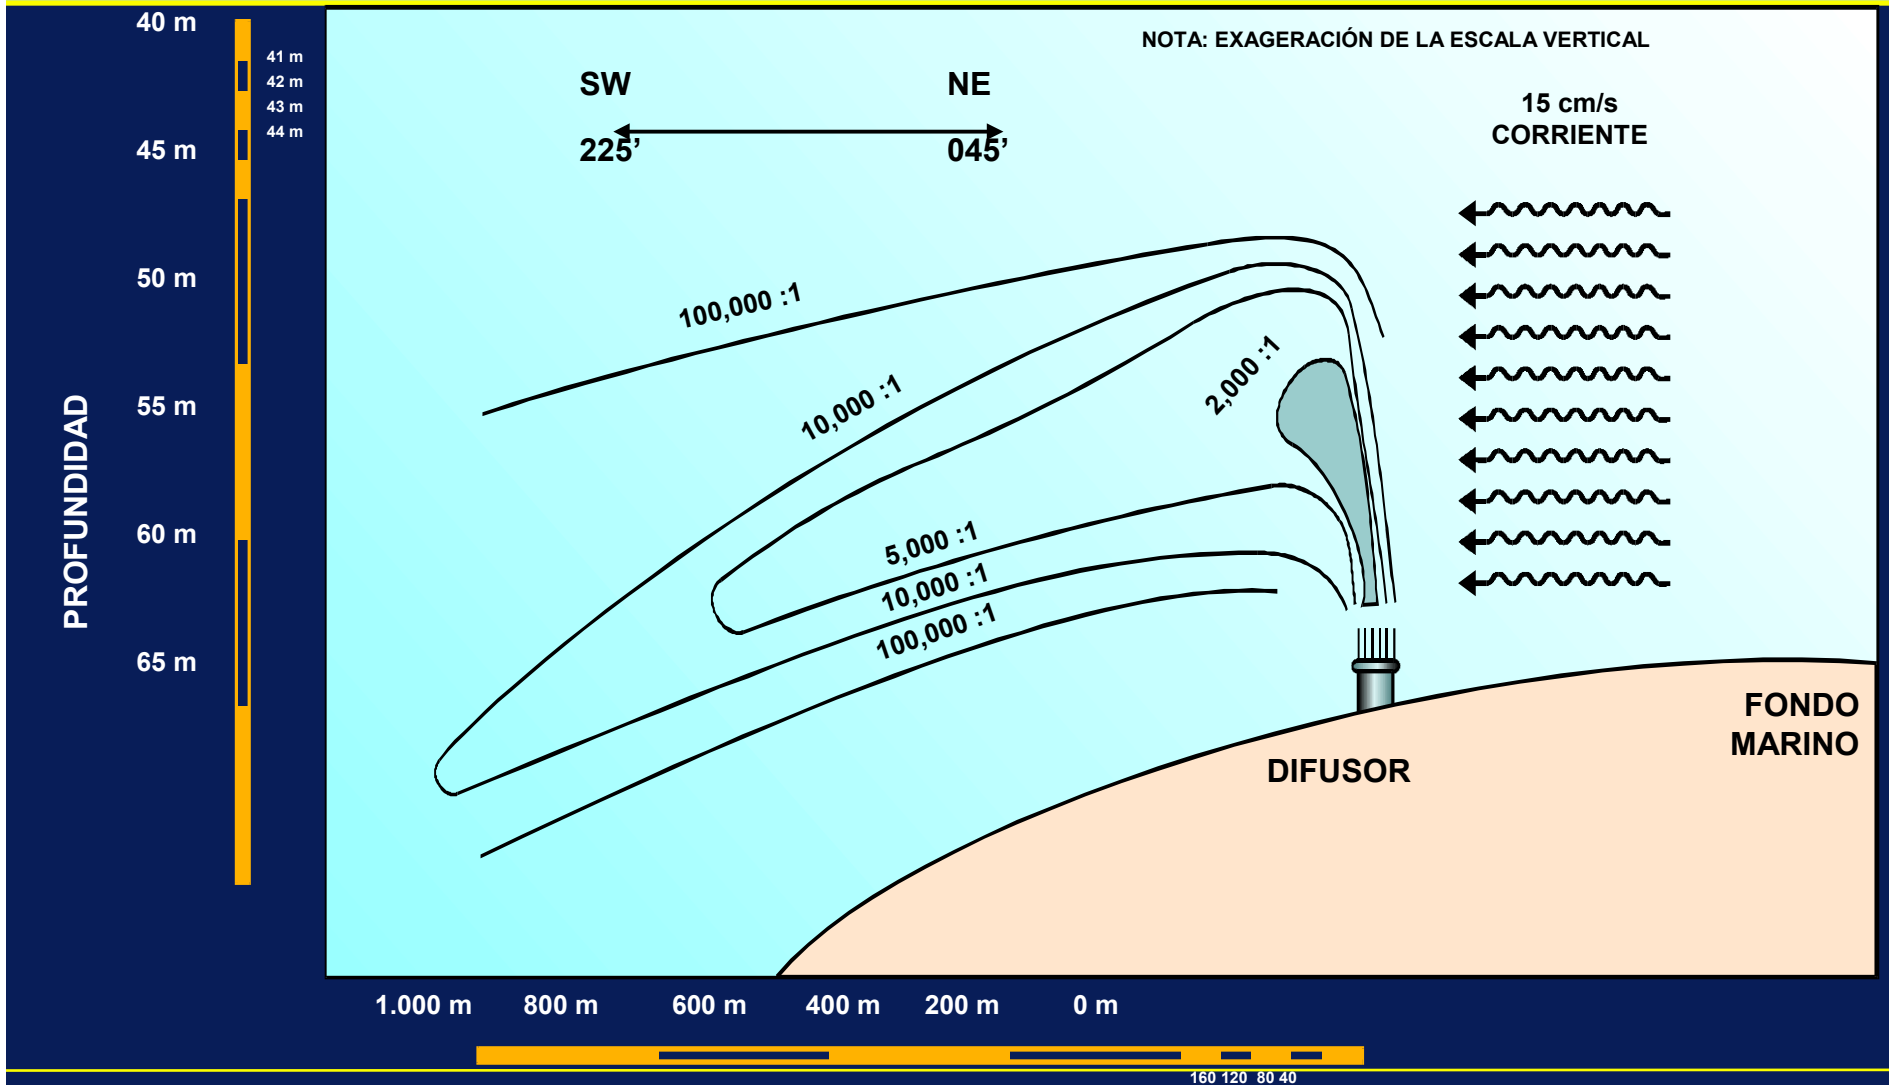 40 m
41 m
42 m
43 m
44 m
45 m
50 m
55 m
60 m
65 m
PROFUNDIDAD
NOTA: EXAGERACIÓN DE LA ESCALA VERTICAL
SW NE
225’ 045’
15 cm/s
CORRIENTE
100,000 :1
10,000 :1
2,000 :1
5,000 :1
10,000 :1
100,000 :1
FONDO
MARINO
DIFUSOR
1.000 m 800 m 600 m 400 m 200 m 0 m
160 120 80 40